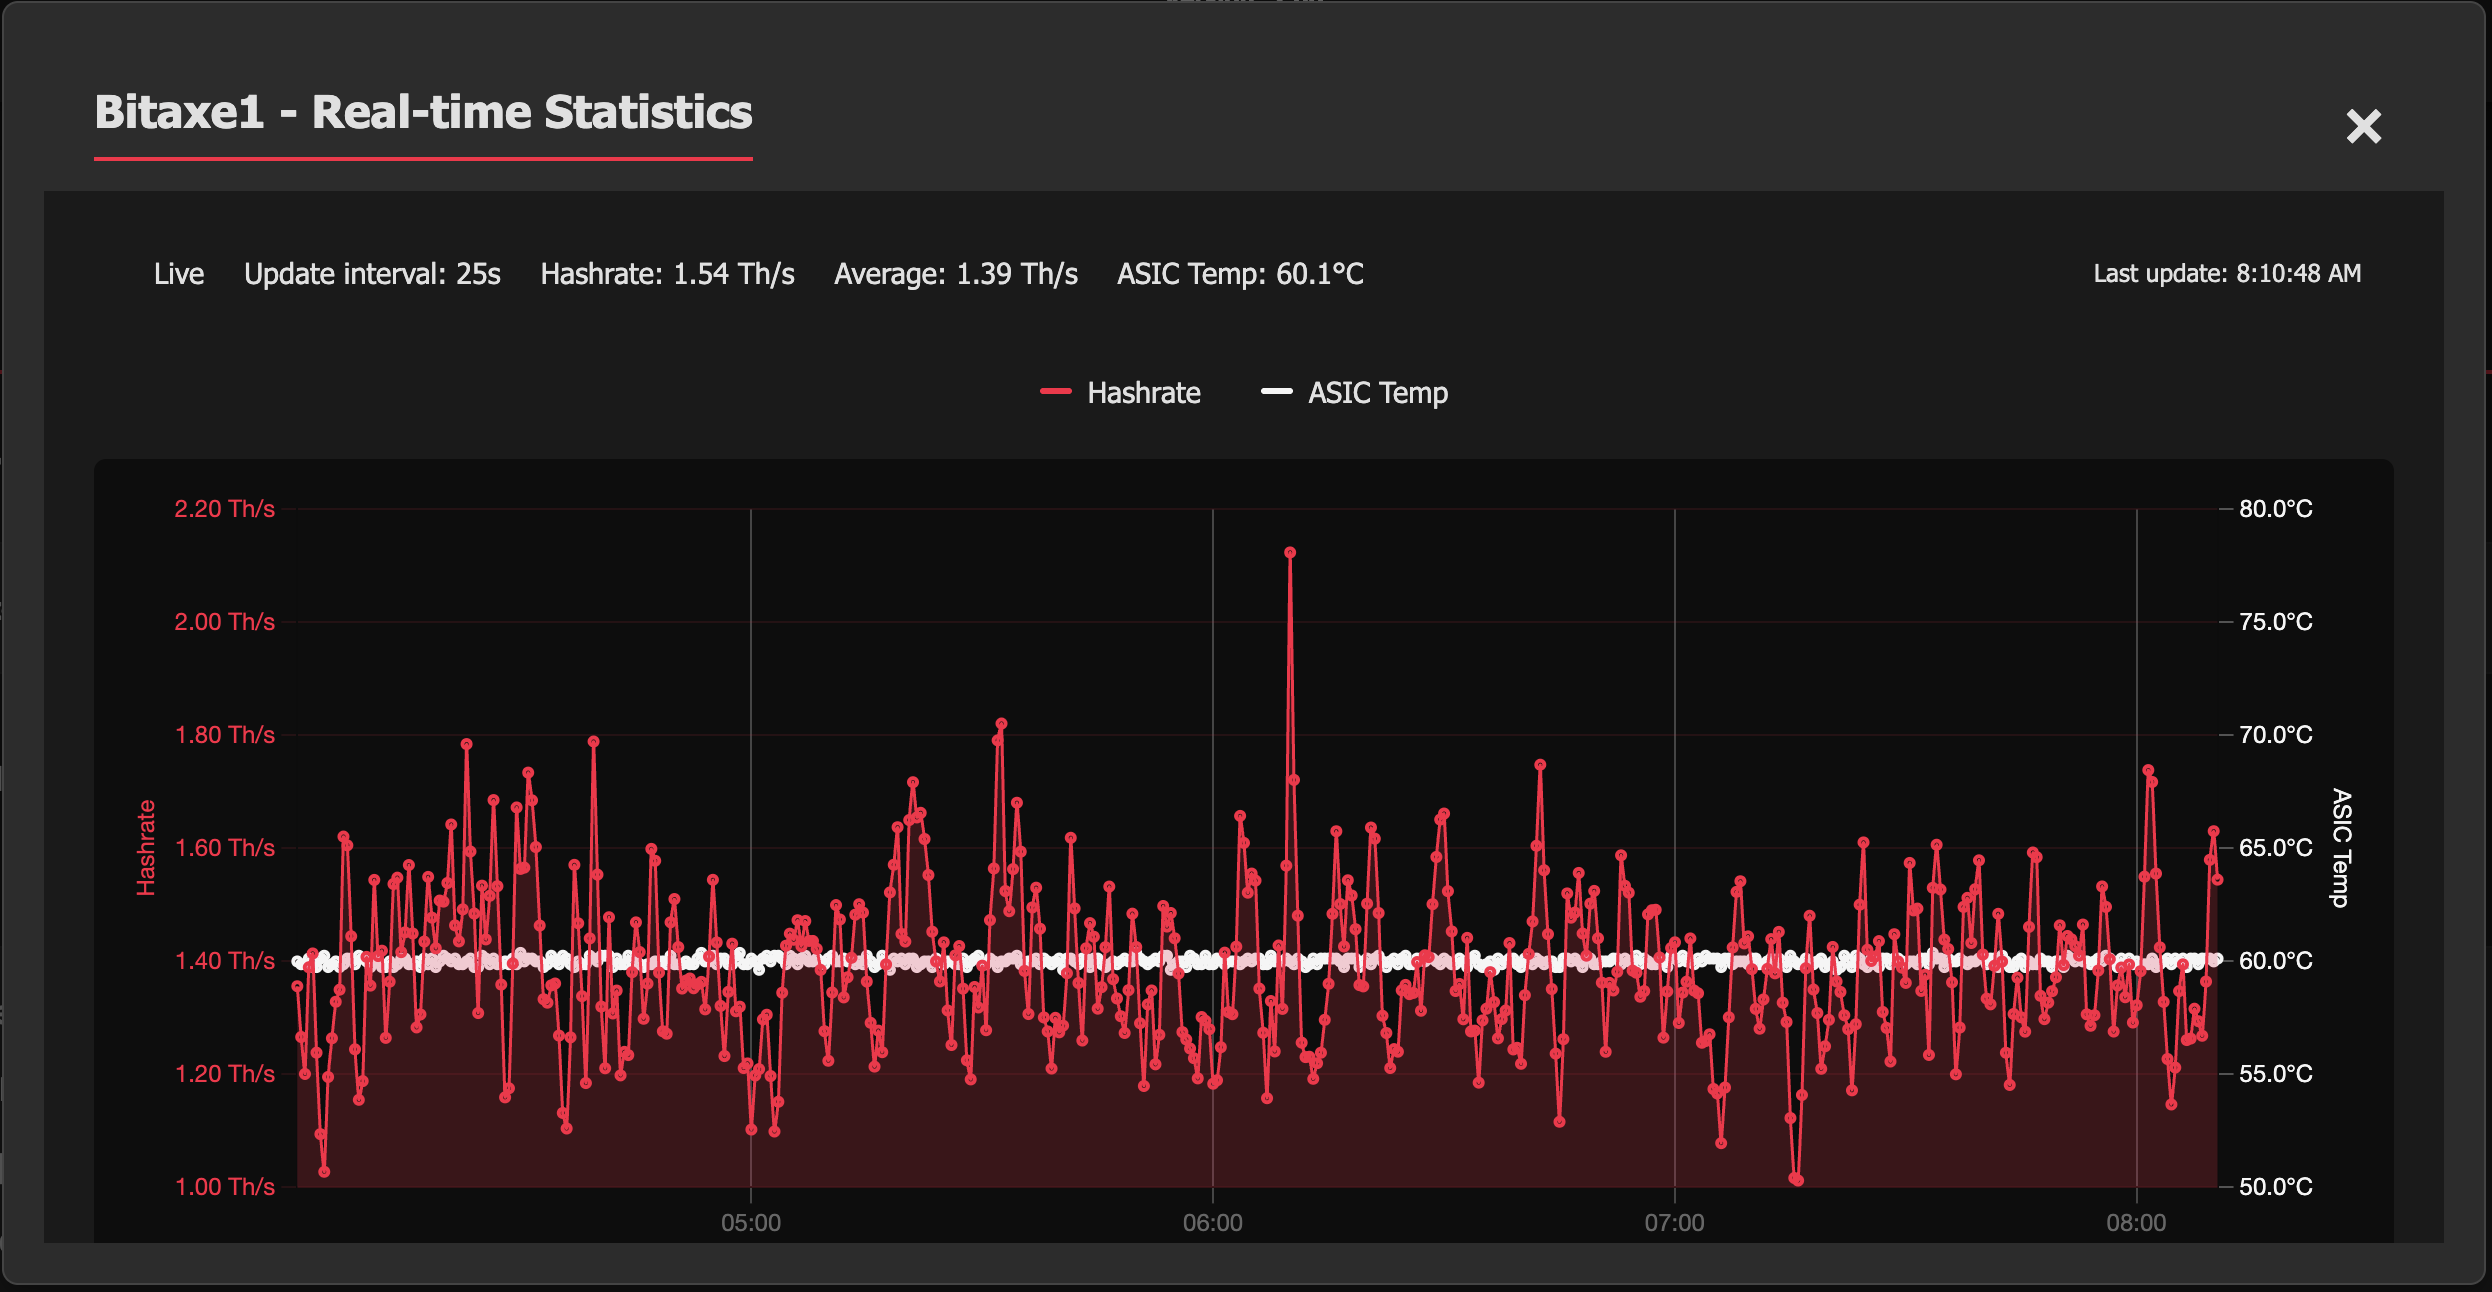 Bitaxe1 - Real-time Statistics
Live Update interval: 25s Hashrate: 1.54 Th/s Average: 1.39 Th/s ASIC Temp: 60.1°C Last update: 8:10:48 AM
Hashrate ASIC Temp
2.20 Th/s 80.0°C
2.00 Th/s 75.0°C
1.80 Th/s 70.0°C
1.60 Th/s 65.0°C
1.40 Th/s 60.0°C
1.20 Th/s 55.0°C
1.00 Th/s 50.0°C
Hashrate
ASIC Temp
05:00 06:00 07:00 08:00